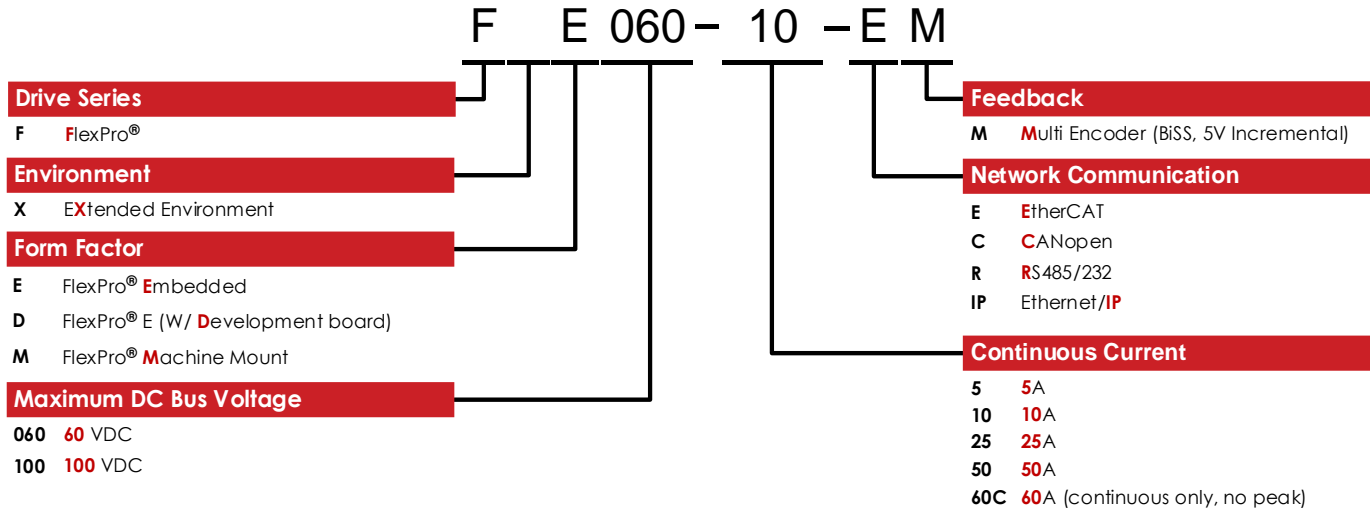 F E 060 – 10 – E M
Drive Series
F FlexPro®
Environment
X EXtended Environment
Form Factor
E FlexPro® Embedded
D FlexPro® E (W/ Development board)
M FlexPro® Machine Mount
Maximum DC Bus Voltage
060 60 VDC
100 100 VDC
Feedback
M Multi Encoder (BiSS, 5V Incremental)
Network Communication
E EtherCAT
C CANopen
R RS485/232
IP Ethernet/IP
Continuous Current
5 5A
10 10A
25 25A
50 50A
60C 60A (continuous only, no peak)